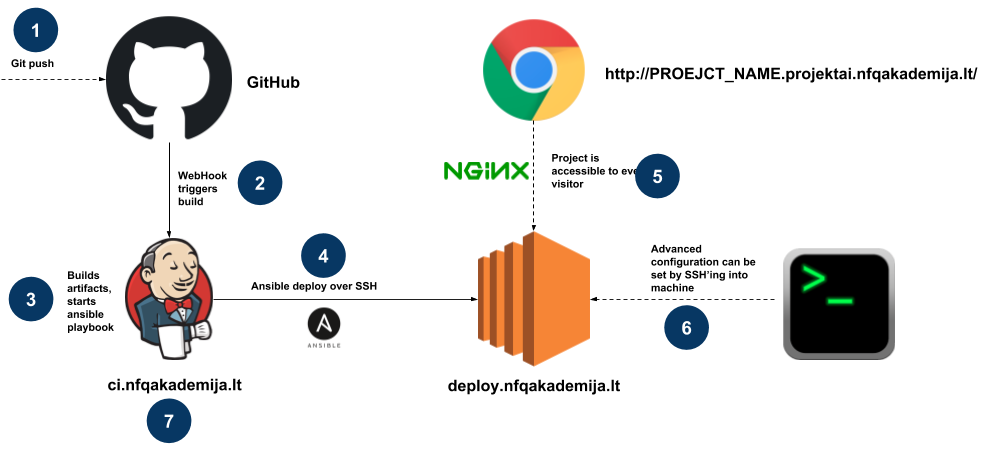 1
Git push
GitHub
http://PROEJCT_NAME.projektai.nfqakademija.lt/
WebHook
triggers
build
2
NGiNX
Project is
accessible to
visitor
5
3
Builds
artifacts,
starts
ansible
playbook
4
Ansible deploy over SSH
ANSIBLE
Advanced
configuration can be
set by SSH'ing into
machine
6
>_
ci.nfqakademija.lt
deploy.nfqakademija.lt
7